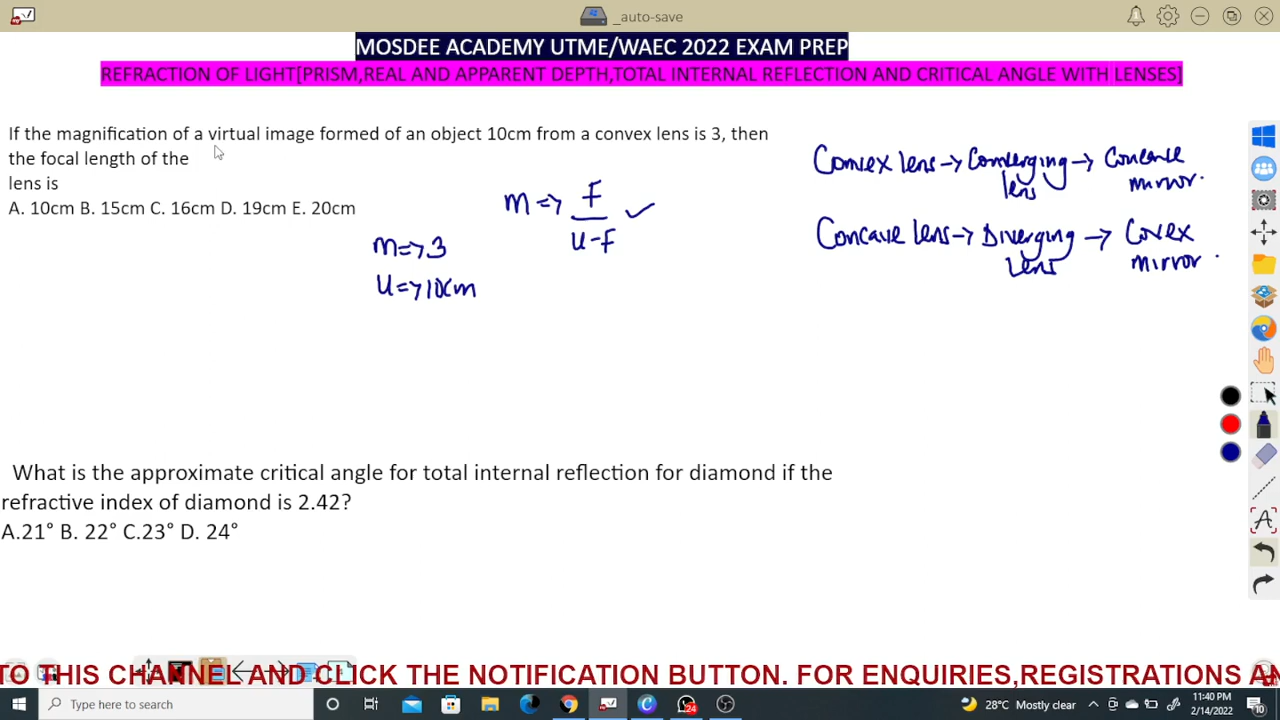 _auto-save
MOSDEE ACADEMY UTME/WAEC 2022 EXAM PREP
REFRACTION OF LIGHT[PRISM,REAL AND APPARENT DEPTH,TOTAL INTERNAL REFLECTION AND CRITICAL ANGLE WITH LENSES]
If the magnification of a virtual image formed of an object 10cm from a convex lens is 3, then
the focal length of the
lens is
A. 10cm B. 15cm C. 16cm D. 19cm E. 20cm
m => f
u-f
m=>3
u=>10cm
Convex lens → Converging → Concave
lens mirror.
Concave lens → Diverging → Covex
lens mirror.
What is the approximate critical angle for total internal reflection for diamond if the
refractive index of diamond is 2.42?
A.21° B. 22° C.23° D. 24°
TO THIS CHANNEL AND CLICK THE NOTIFICATION BUTTON. FOR ENQUIRIES,REGISTRATIONS
Type here to search
24
28°C Mostly clear
11:40 PM
2/14/2022
10